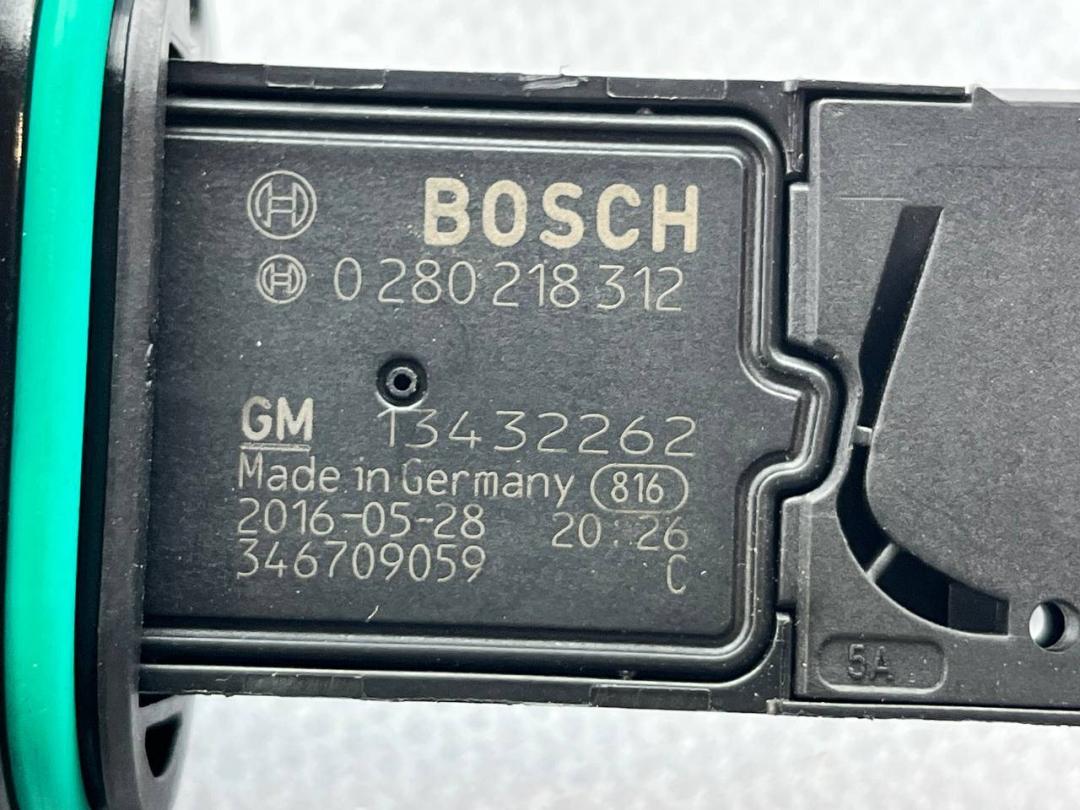 BOSCH
0 280 218 312
GM 13432262
Made in Germany 816
2016-05-28 20:26
346709059 C
5A